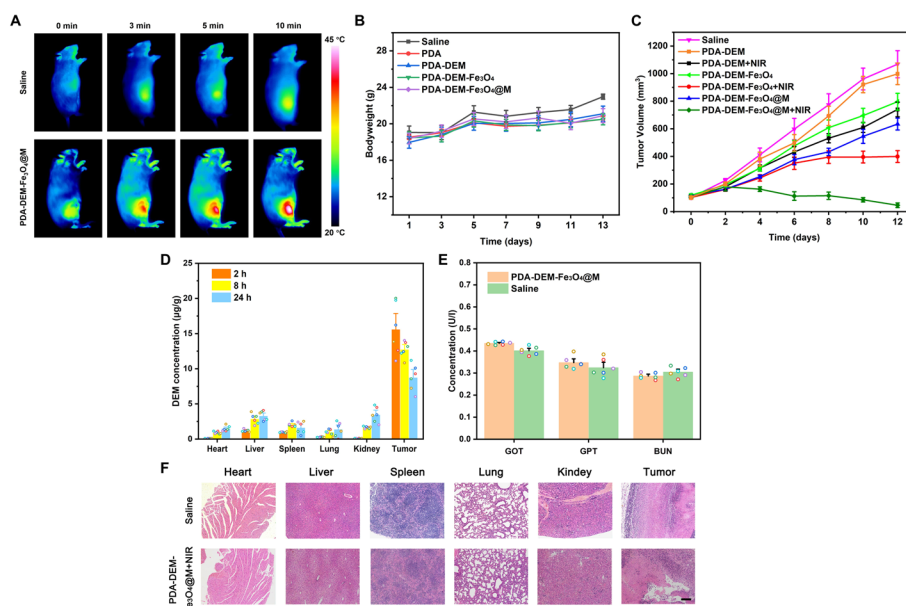 A
0 min 3 min 5 min 10 min
Saline
PDA-DEM-Fe₃O₄@M
45 °C
20 °C
B
Saline
PDA
PDA-DEM
PDA-DEM-Fe₃O₄
PDA-DEM-Fe₃O₄@M
Bodyweight (g)
28
24
20
16
12
1 3 5 7 9 11 13
Time (days)
C
Saline
PDA-DEM
PDA-DEM+NIR
PDA-DEM-Fe₃O₄
PDA-DEM-Fe₃O₄+NIR
PDA-DEM-Fe₃O₄@M
PDA-DEM-Fe₃O₄@M+NIR
Tumor Volume (mm³)
1200
1000
800
600
400
200
0
0 2 4 6 8 10 12
Time (days)
D
2 h
8 h
24 h
DEM concentration (μg/g)
25
20
15
10
5
0
Heart Liver Spleen Lung Kidney Tumor
E
PDA-DEM-Fe₃O₄@M
Saline
Concentration (U/l)
0.8
0.6
0.4
0.3
0.2
0.1
0.0
GOT GPT BUN
F
Heart Liver Spleen Lung Kindey Tumor
Saline
PDA-DEM-
Fe3O4@M+NIR